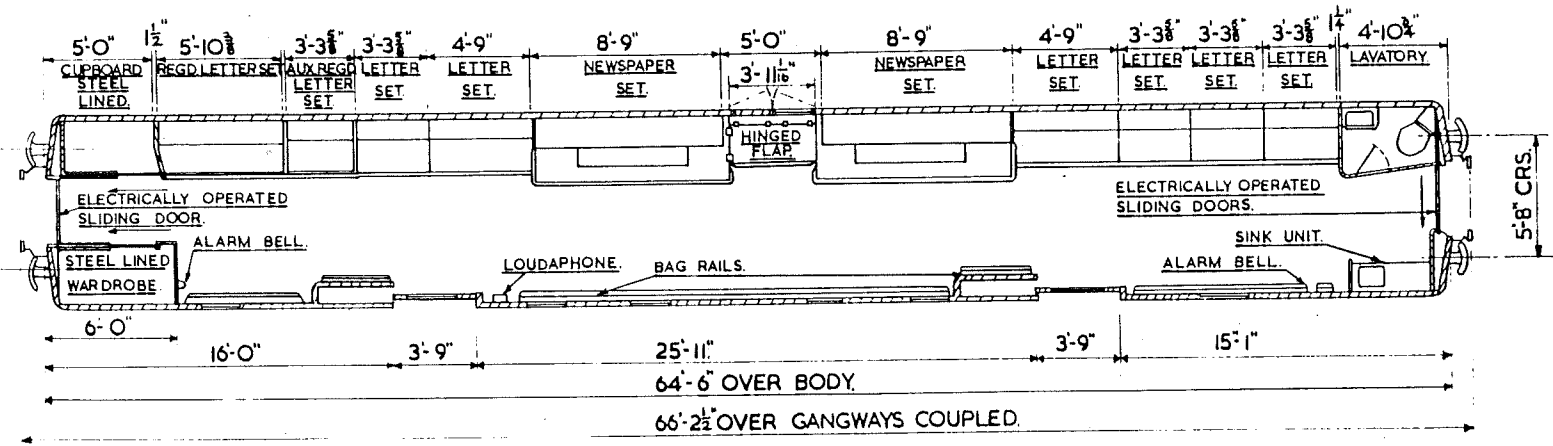 5'-0" 1½" 5'-10⅜" 3'-3⅝" 3'-3⅝" 4'-9" 8'-9" 5'-0" 8'-9" 4'-9" 3'-3⅝" 3'-3⅝" 3'-3⅝" 1¼" 4'-10¾"
CUPBOARD STEEL LINED.
REGD. LETTER SET
AUX. REGD. LETTER SET.
LETTER SET.
LETTER SET.
NEWSPAPER SET.
3'-11 1/16"
NEWSPAPER SET.
LETTER SET.
LETTER SET.
LETTER SET.
LETTER SET.
LAVATORY.
HINGED FLAP.
ELECTRICALLY OPERATED
SLIDING DOOR.
ELECTRICALLY OPERATED
SLIDING DOORS.
5'-8" CRS.
STEEL LINED
WARDROBE.
ALARM BELL.
LOUDAPHONE.
BAG RAILS.
ALARM BELL.
SINK UNIT.
6'-0"
16'-0" 3'-9" 25'-11" 3'-9" 15'-1"
64'-6" OVER BODY.
66'-2½" OVER GANGWAYS COUPLED.